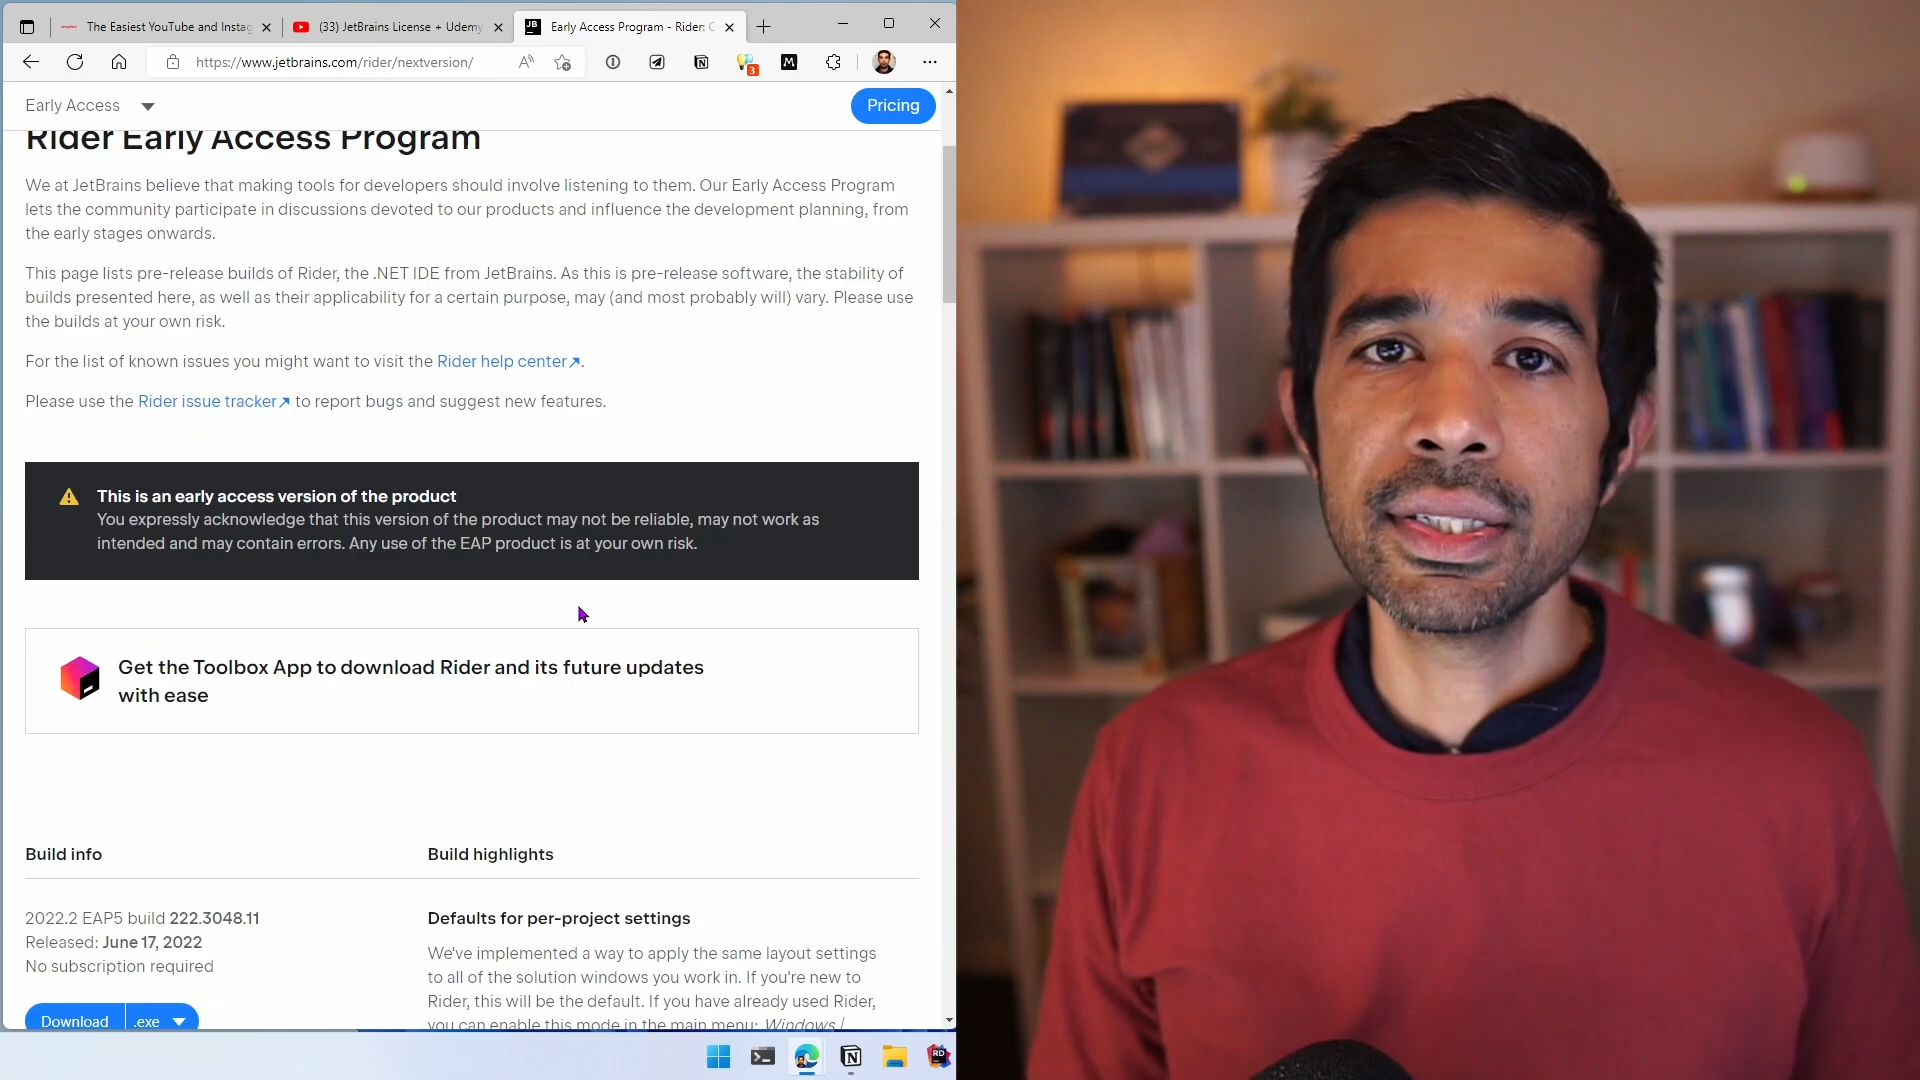 The Easiest YouTube and Instag
(33) JetBrains License + Udemy
Early Access Program - Rider: C
https://www.jetbrains.com/rider/nextversion/
3
Early Access
Pricing
Rider Early Access Program
We at JetBrains believe that making tools for developers should involve listening to them. Our Early Access Program
lets the community participate in discussions devoted to our products and influence the development planning, from
the early stages onwards.
This page lists pre-release builds of Rider, the .NET IDE from JetBrains. As this is pre-release software, the stability of
builds presented here, as well as their applicability for a certain purpose, may (and most probably will) vary. Please use
the builds at your own risk.
For the list of known issues you might want to visit the Rider help center↗.
Please use the Rider issue tracker↗ to report bugs and suggest new features.
This is an early access version of the product
You expressly acknowledge that this version of the product may not be reliable, may not work as
intended and may contain errors. Any use of the EAP product is at your own risk.
Get the Toolbox App to download Rider and its future updates
with ease
Build info
Build highlights
2022.2 EAP5 build 222.3048.11
Released: June 17, 2022
No subscription required
Download .exe
Defaults for per-project settings
We've implemented a way to apply the same layout settings
to all of the solution windows you work in. If you're new to
Rider, this will be the default. If you have already used Rider,
you can enable this mode in the main menu: Windows /